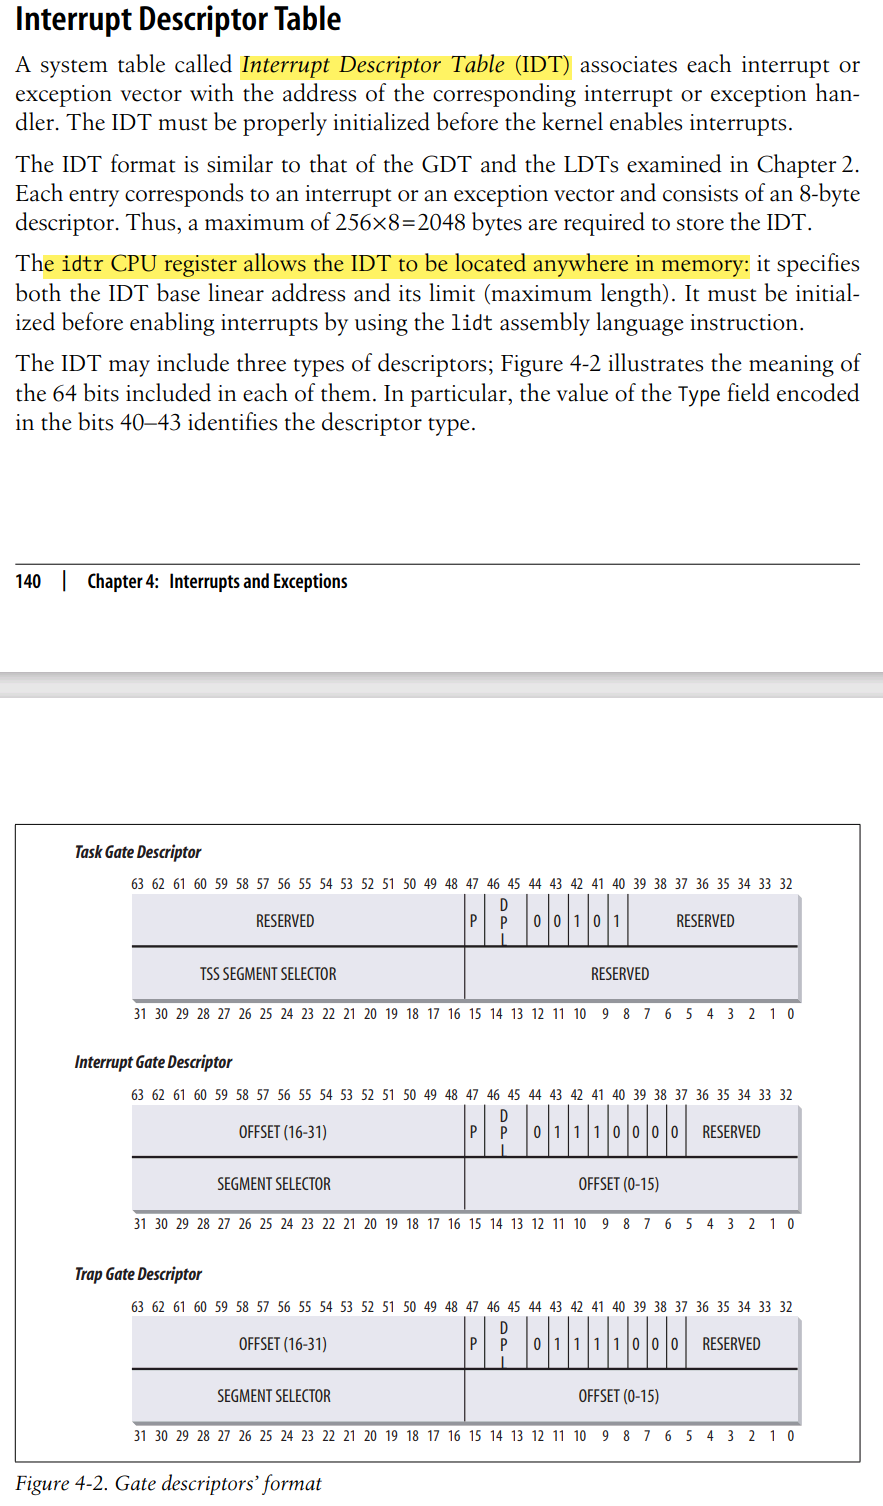 Interrupt Descriptor Table
A system table called Interrupt Descriptor Table (IDT) associates each interrupt or
exception vector with the address of the corresponding interrupt or exception han-
dler. The IDT must be properly initialized before the kernel enables interrupts.
The IDT format is similar to that of the GDT and the LDTs examined in Chapter 2.
Each entry corresponds to an interrupt or an exception vector and consists of an 8-byte
descriptor. Thus, a maximum of 256×8=2048 bytes are required to store the IDT.
The idtr CPU register allows the IDT to be located anywhere in memory: it specifies
both the IDT base linear address and its limit (maximum length). It must be initial-
ized before enabling interrupts by using the lidt assembly language instruction.
The IDT may include three types of descriptors; Figure 4-2 illustrates the meaning of
the 64 bits included in each of them. In particular, the value of the Type field encoded
in the bits 40–43 identifies the descriptor type.
140 | Chapter 4: Interrupts and Exceptions
Task Gate Descriptor
63 62 61 60 59 58 57 56 55 54 53 52 51 50 49 48 47 46 45 44 43 42 41 40 39 38 37 36 35 34 33 32
RESERVED P DPL 0 0 1 0 1 RESERVED
TSS SEGMENT SELECTOR RESERVED
31 30 29 28 27 26 25 24 23 22 21 20 19 18 17 16 15 14 13 12 11 10 9 8 7 6 5 4 3 2 1 0
Interrupt Gate Descriptor
63 62 61 60 59 58 57 56 55 54 53 52 51 50 49 48 47 46 45 44 43 42 41 40 39 38 37 36 35 34 33 32
OFFSET (16-31) P DPL 0 1 1 1 0 0 0 0 RESERVED
SEGMENT SELECTOR OFFSET (0-15)
31 30 29 28 27 26 25 24 23 22 21 20 19 18 17 16 15 14 13 12 11 10 9 8 7 6 5 4 3 2 1 0
Trap Gate Descriptor
63 62 61 60 59 58 57 56 55 54 53 52 51 50 49 48 47 46 45 44 43 42 41 40 39 38 37 36 35 34 33 32
OFFSET (16-31) P DPL 0 1 1 1 1 0 0 0 RESERVED
SEGMENT SELECTOR OFFSET (0-15)
31 30 29 28 27 26 25 24 23 22 21 20 19 18 17 16 15 14 13 12 11 10 9 8 7 6 5 4 3 2 1 0
Figure 4-2. Gate descriptors’ format